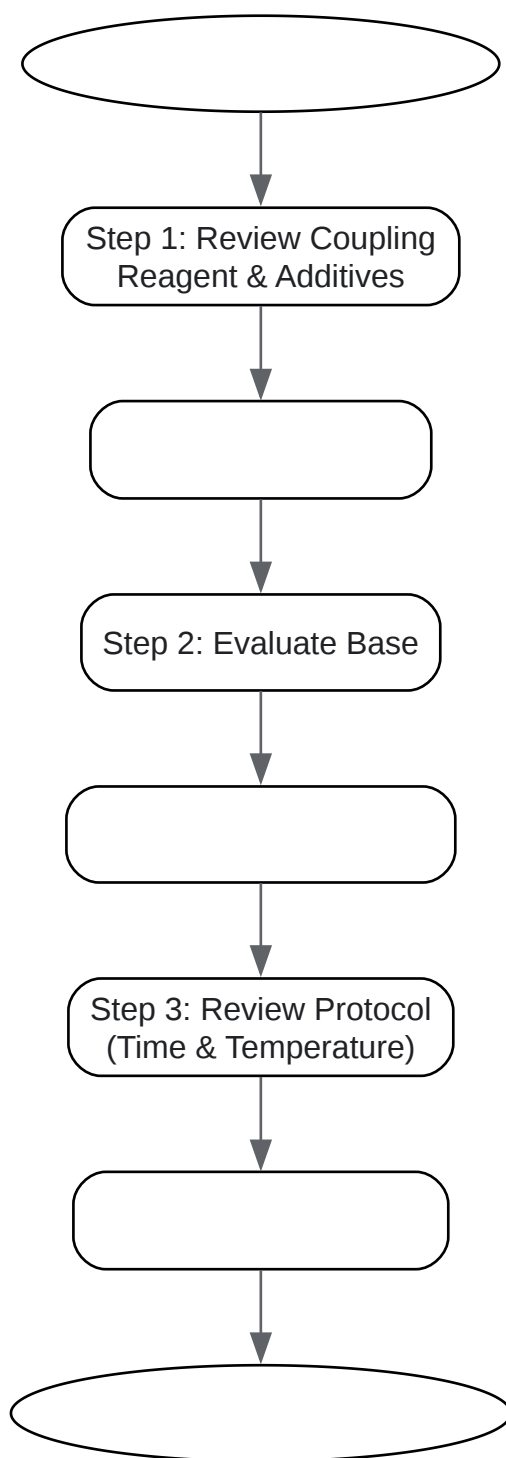 Step 1: Review Coupling
Reagent & Additives
Step 2: Evaluate Base
Step 3: Review Protocol
(Time & Temperature)